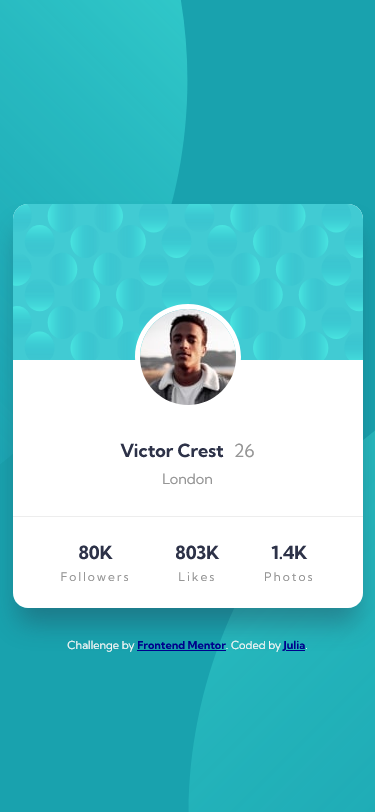 Victor Crest 26
London
80K 803K 1.4K
Followers Likes Photos
Challenge by Frontend Mentor. Coded by Julia.